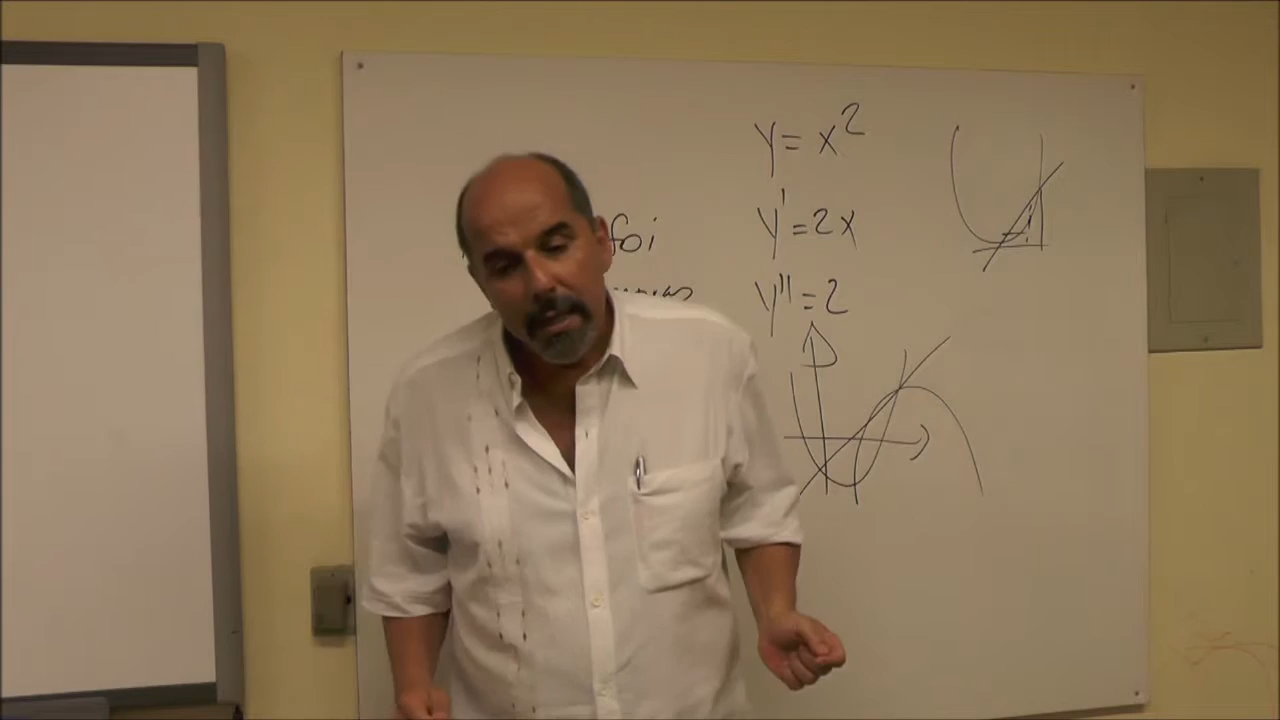 y = x²
y' = 2x
foi
y'' = 2